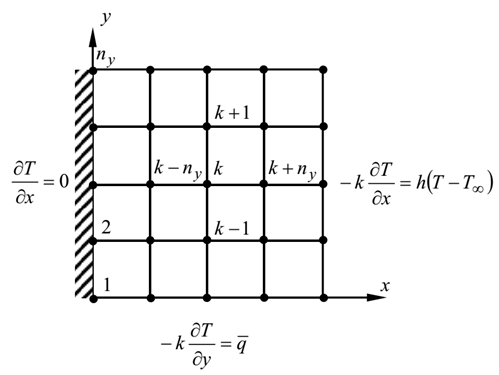 y
n_y
k+1
∂T/∂x = 0
k−n_y
k
k+n_y
−k ∂T/∂x = h(T−T_∞)
2
k−1
1
x
−k ∂T/∂y = q̅